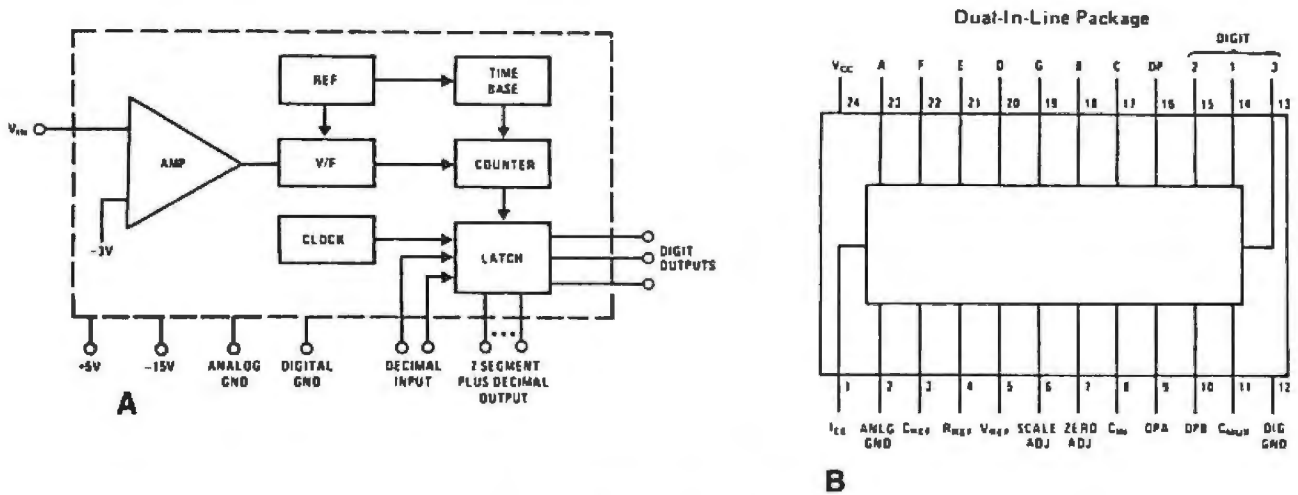 REF
TIME
BASE
VIN
AMP
V/F
COUNTER
-3V
CLOCK
LATCH
DIGIT
OUTPUTS
+5V
-15V
ANALOG
GND
DIGITAL
GND
DECIMAL
INPUT
7 SEGMENT
PLUS DECIMAL
OUTPUT
A
Dual-In-Line Package
DIGIT
VCC A F E D G B C DP 2 1 3
24 23 22 21 20 19 18 17 16 15 14 13
1 2 3 4 5 6 7 8 9 10 11 12
ANLG
GND
CREF
RREF
VREF
SCALE
ADJ
ZERO
ADJ
CIN
DPA
DPB
CMUX
DIG
GND
B